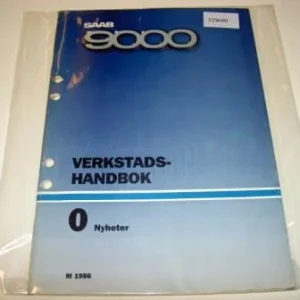 SAAB
9000
VERKSTADS-
HANDBOK
0 Nyheter
M 1986